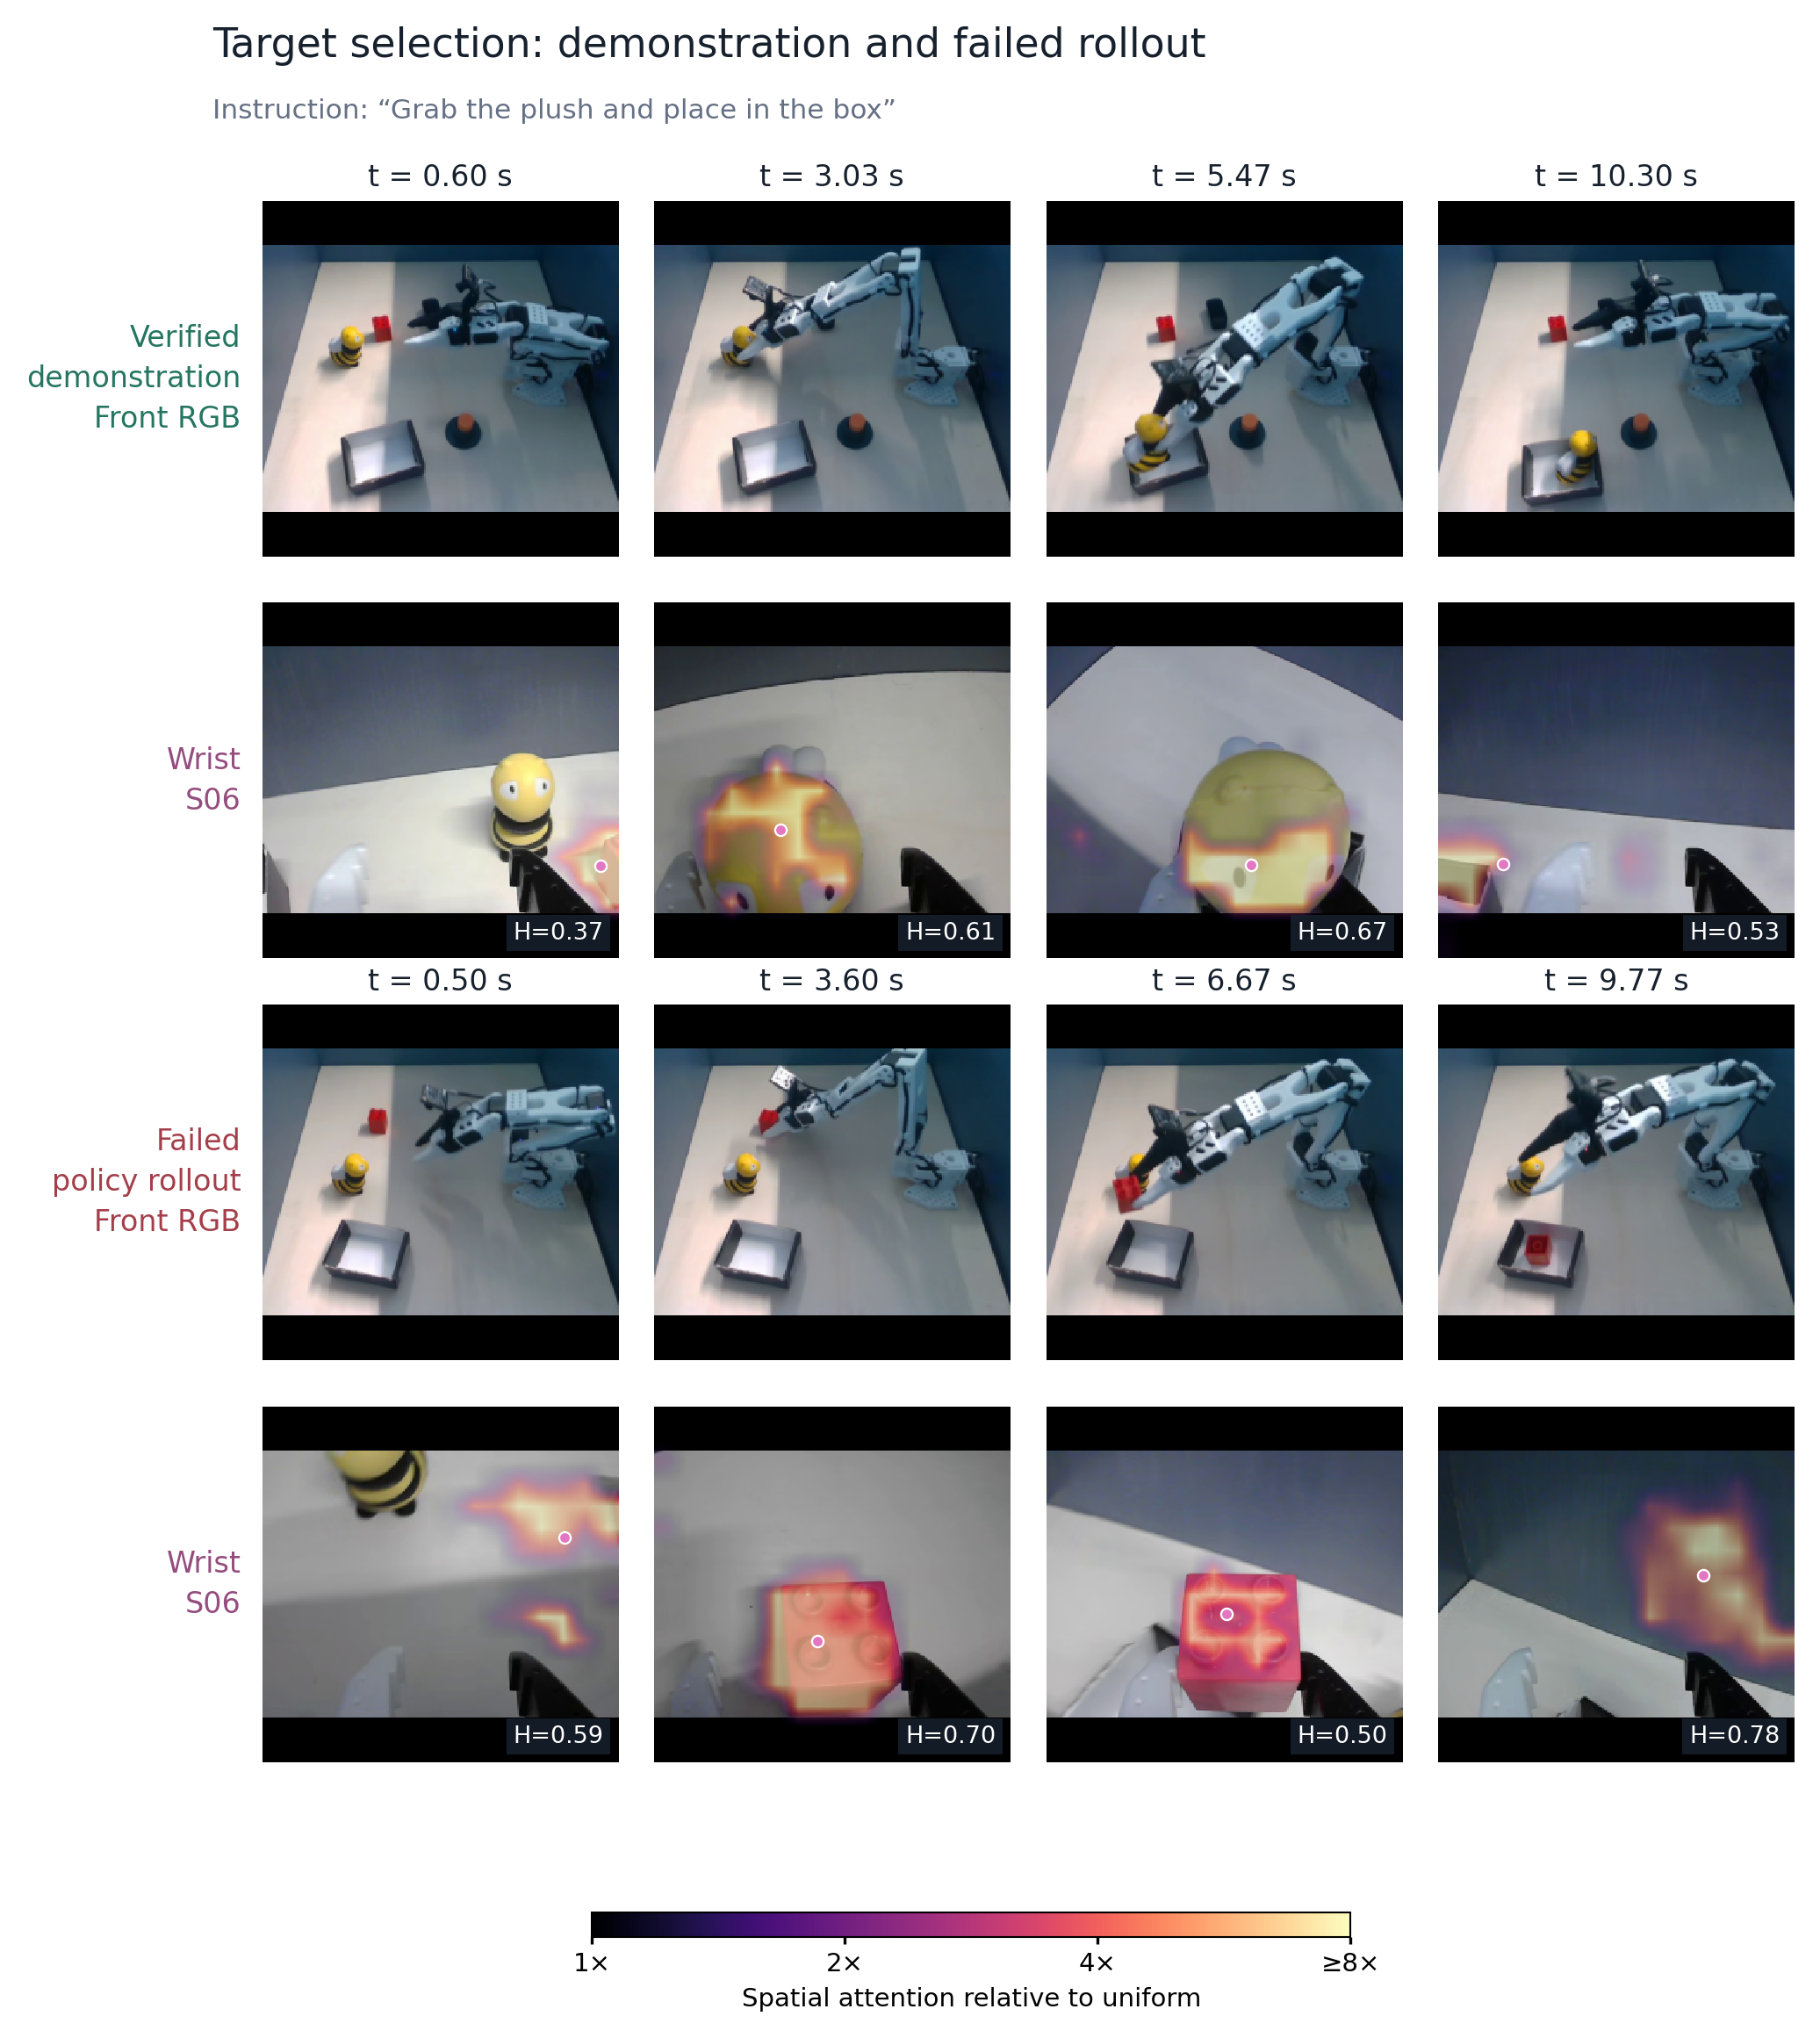 Target selection: demonstration and failed rollout
Instruction: “Grab the plush and place in the box”
t = 0.60 s
t = 3.03 s
t = 5.47 s
t = 10.30 s
Verified
demonstration
Front RGB
Wrist
S06
H=0.37
H=0.61
H=0.67
H=0.53
t = 0.50 s
t = 3.60 s
t = 6.67 s
t = 9.77 s
Failed
policy rollout
Front RGB
Wrist
S06
H=0.59
H=0.70
H=0.50
H=0.78
1×
2×
4×
≥8×
Spatial attention relative to uniform